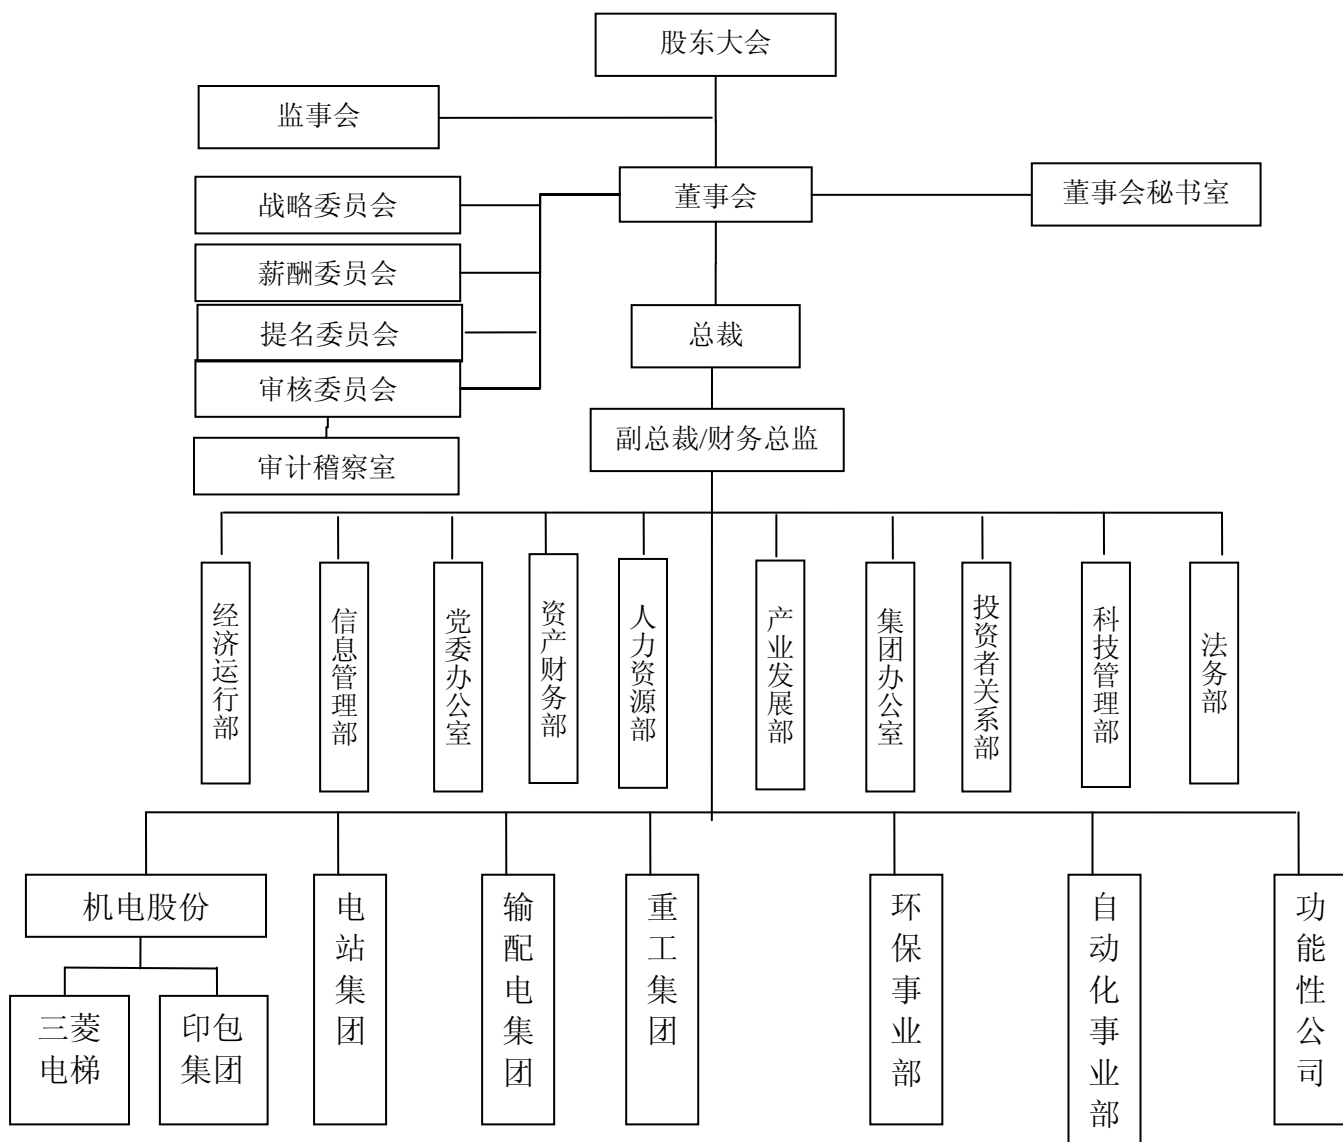 股东大会
监事会
董事会
董事会秘书室
战略委员会
薪酬委员会
提名委员会
审核委员会
审计稽察室
总裁
副总裁/财务总监
经济运行部
信息管理部
党委办公室
资产财务部
人力资源部
产业发展部
集团办公室
投资者关系部
科技管理部
法务部
机电股份
三菱
电梯
印包
集团
电站集团
输配电集团
重工集团
环保事业部
自动化事业部
功能性公司